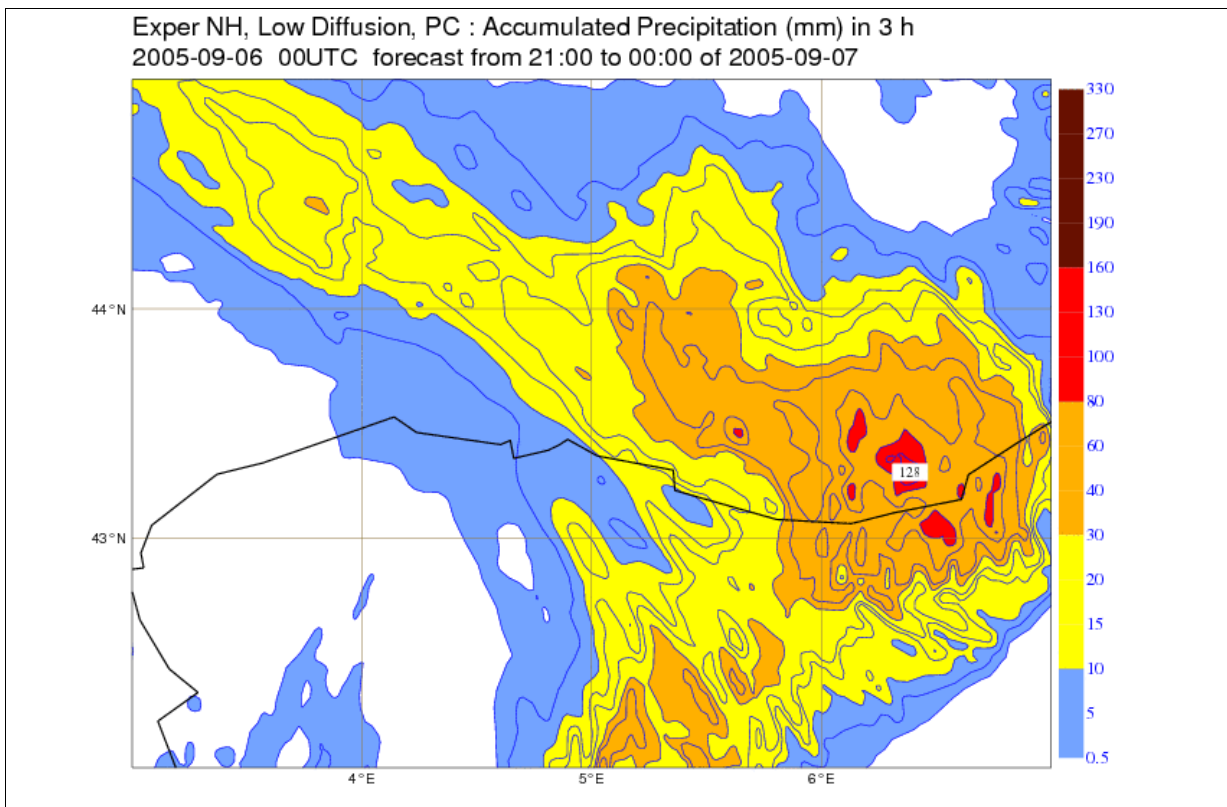 Exper NH, Low Diffusion, PC : Accumulated Precipitation (mm) in 3 h
2005-09-06 00UTC forecast from 21:00 to 00:00 of 2005-09-07
330
270
230
190
160
130
100
80
60
40
30
20
15
10
5
0.5
44°N
43°N
128
4°E
5°E
6°E